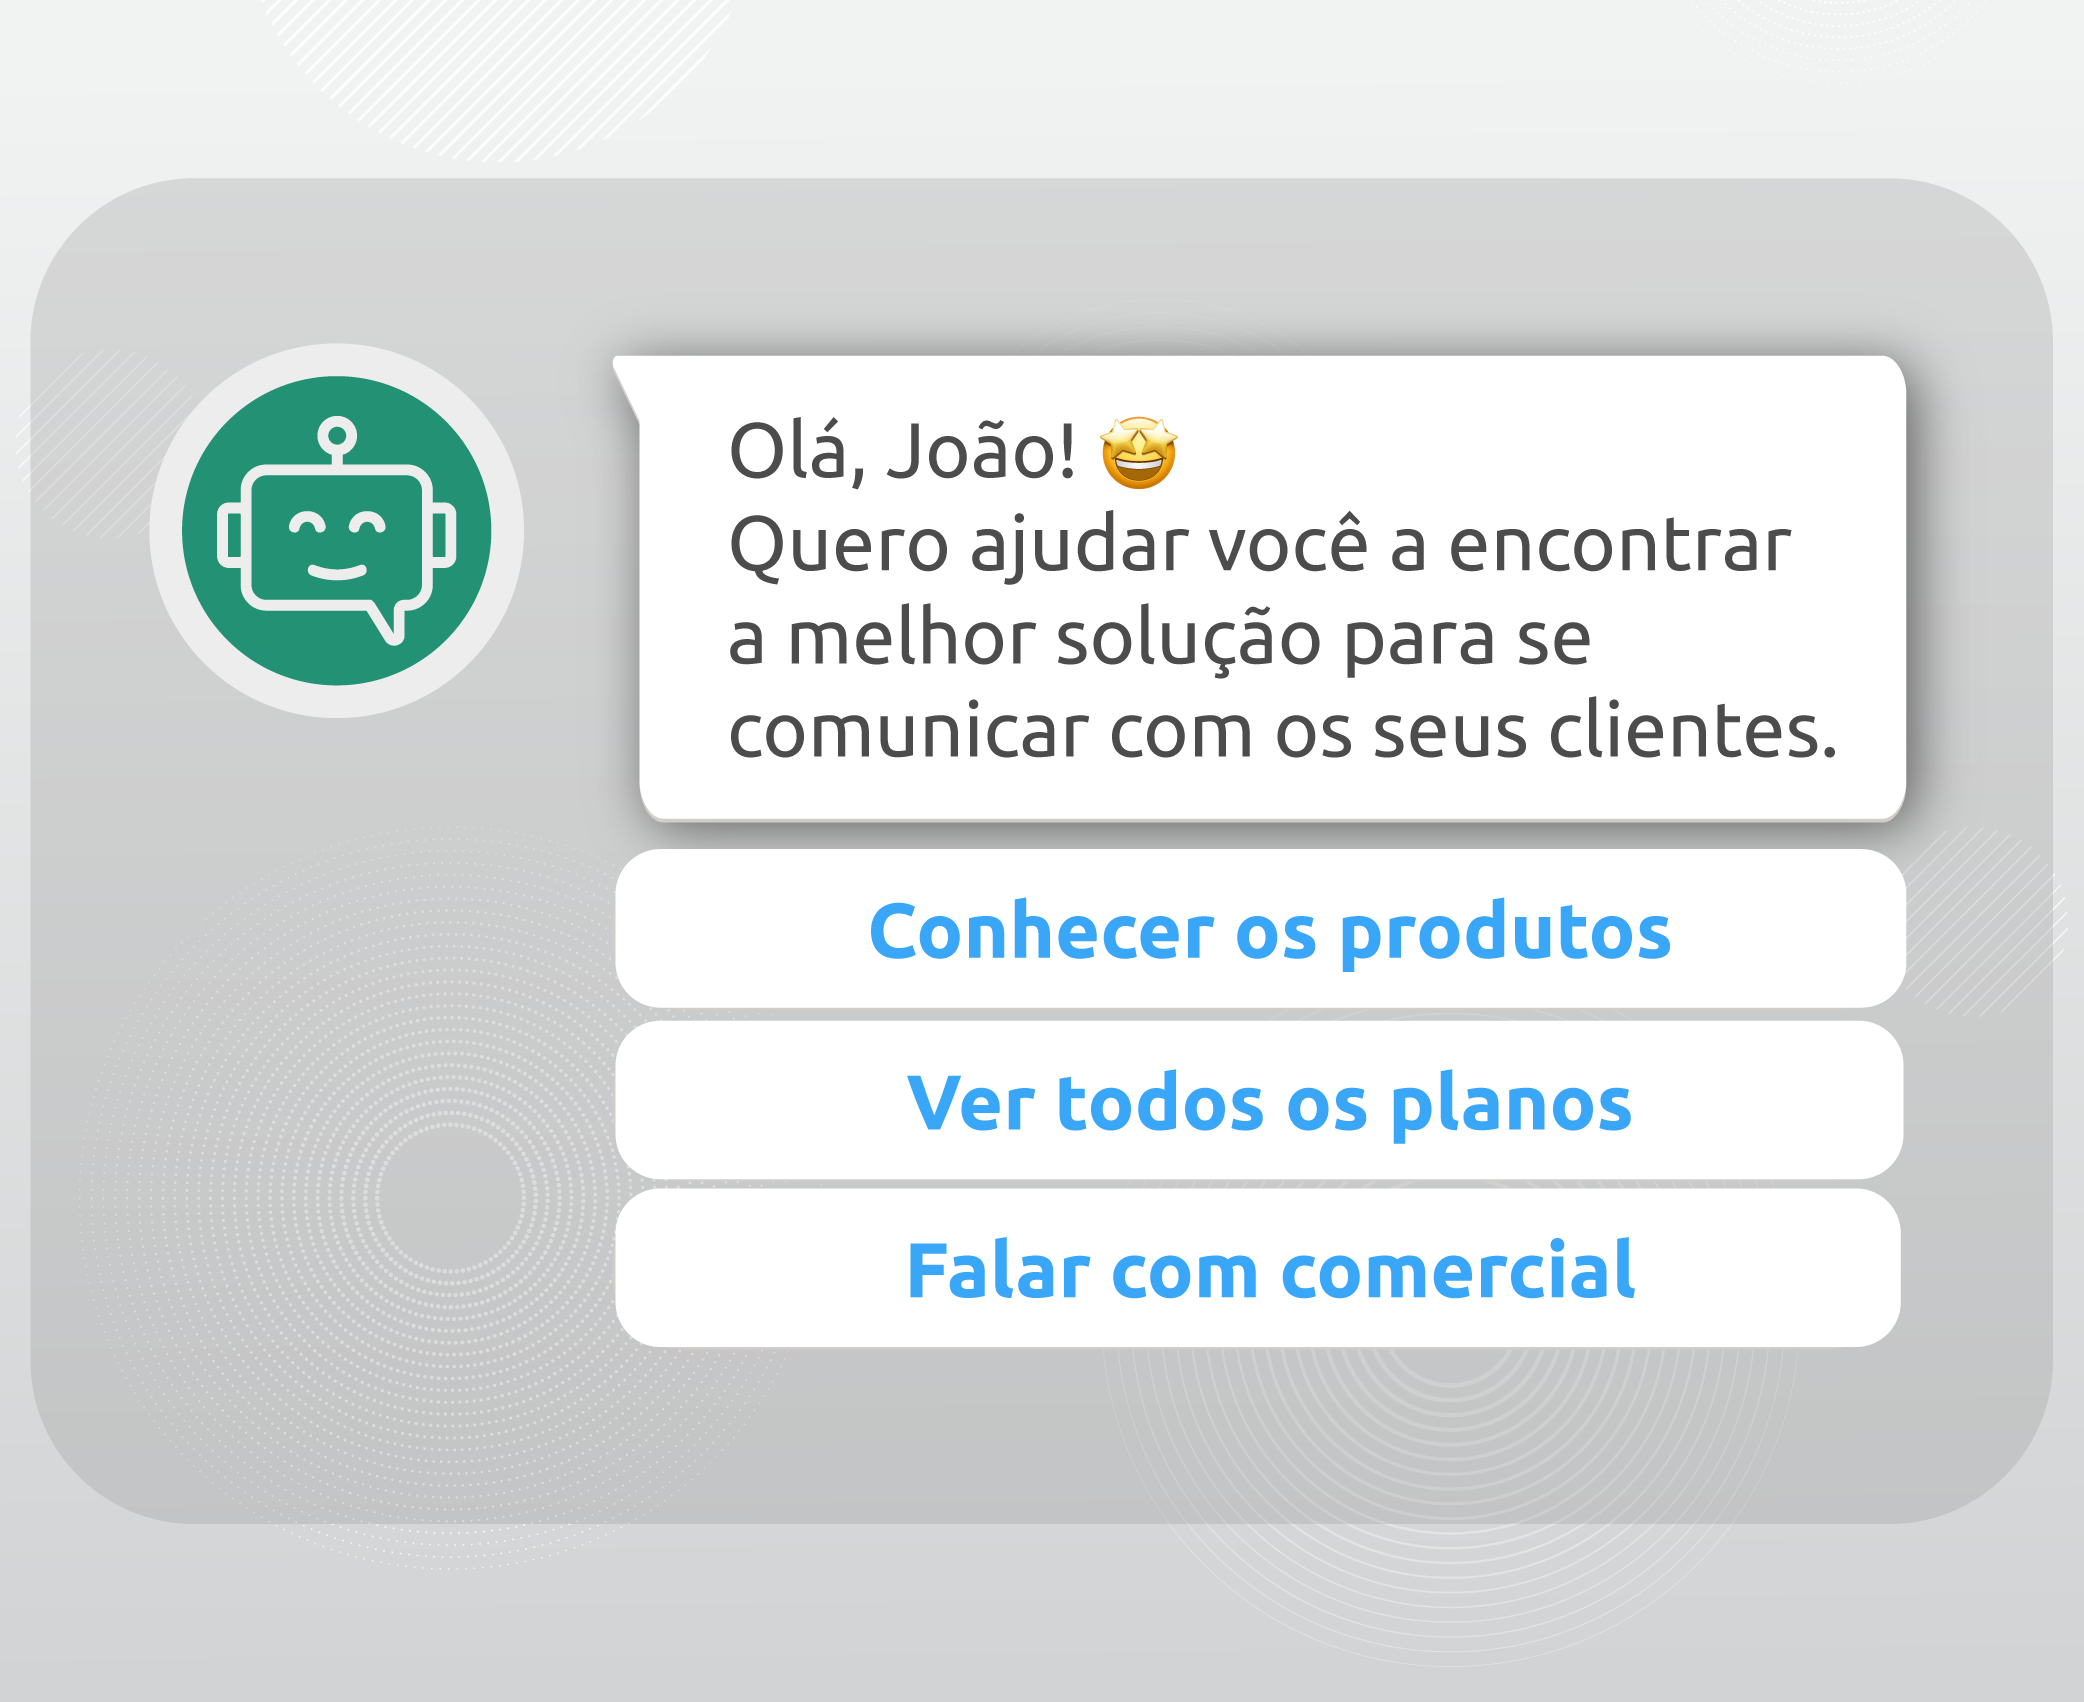 Olá, João! 🤩
Quero ajudar você a encontrar
a melhor solução para se
comunicar com os seus clientes.
Conhecer os produtos
Ver todos os planos
Falar com comercial